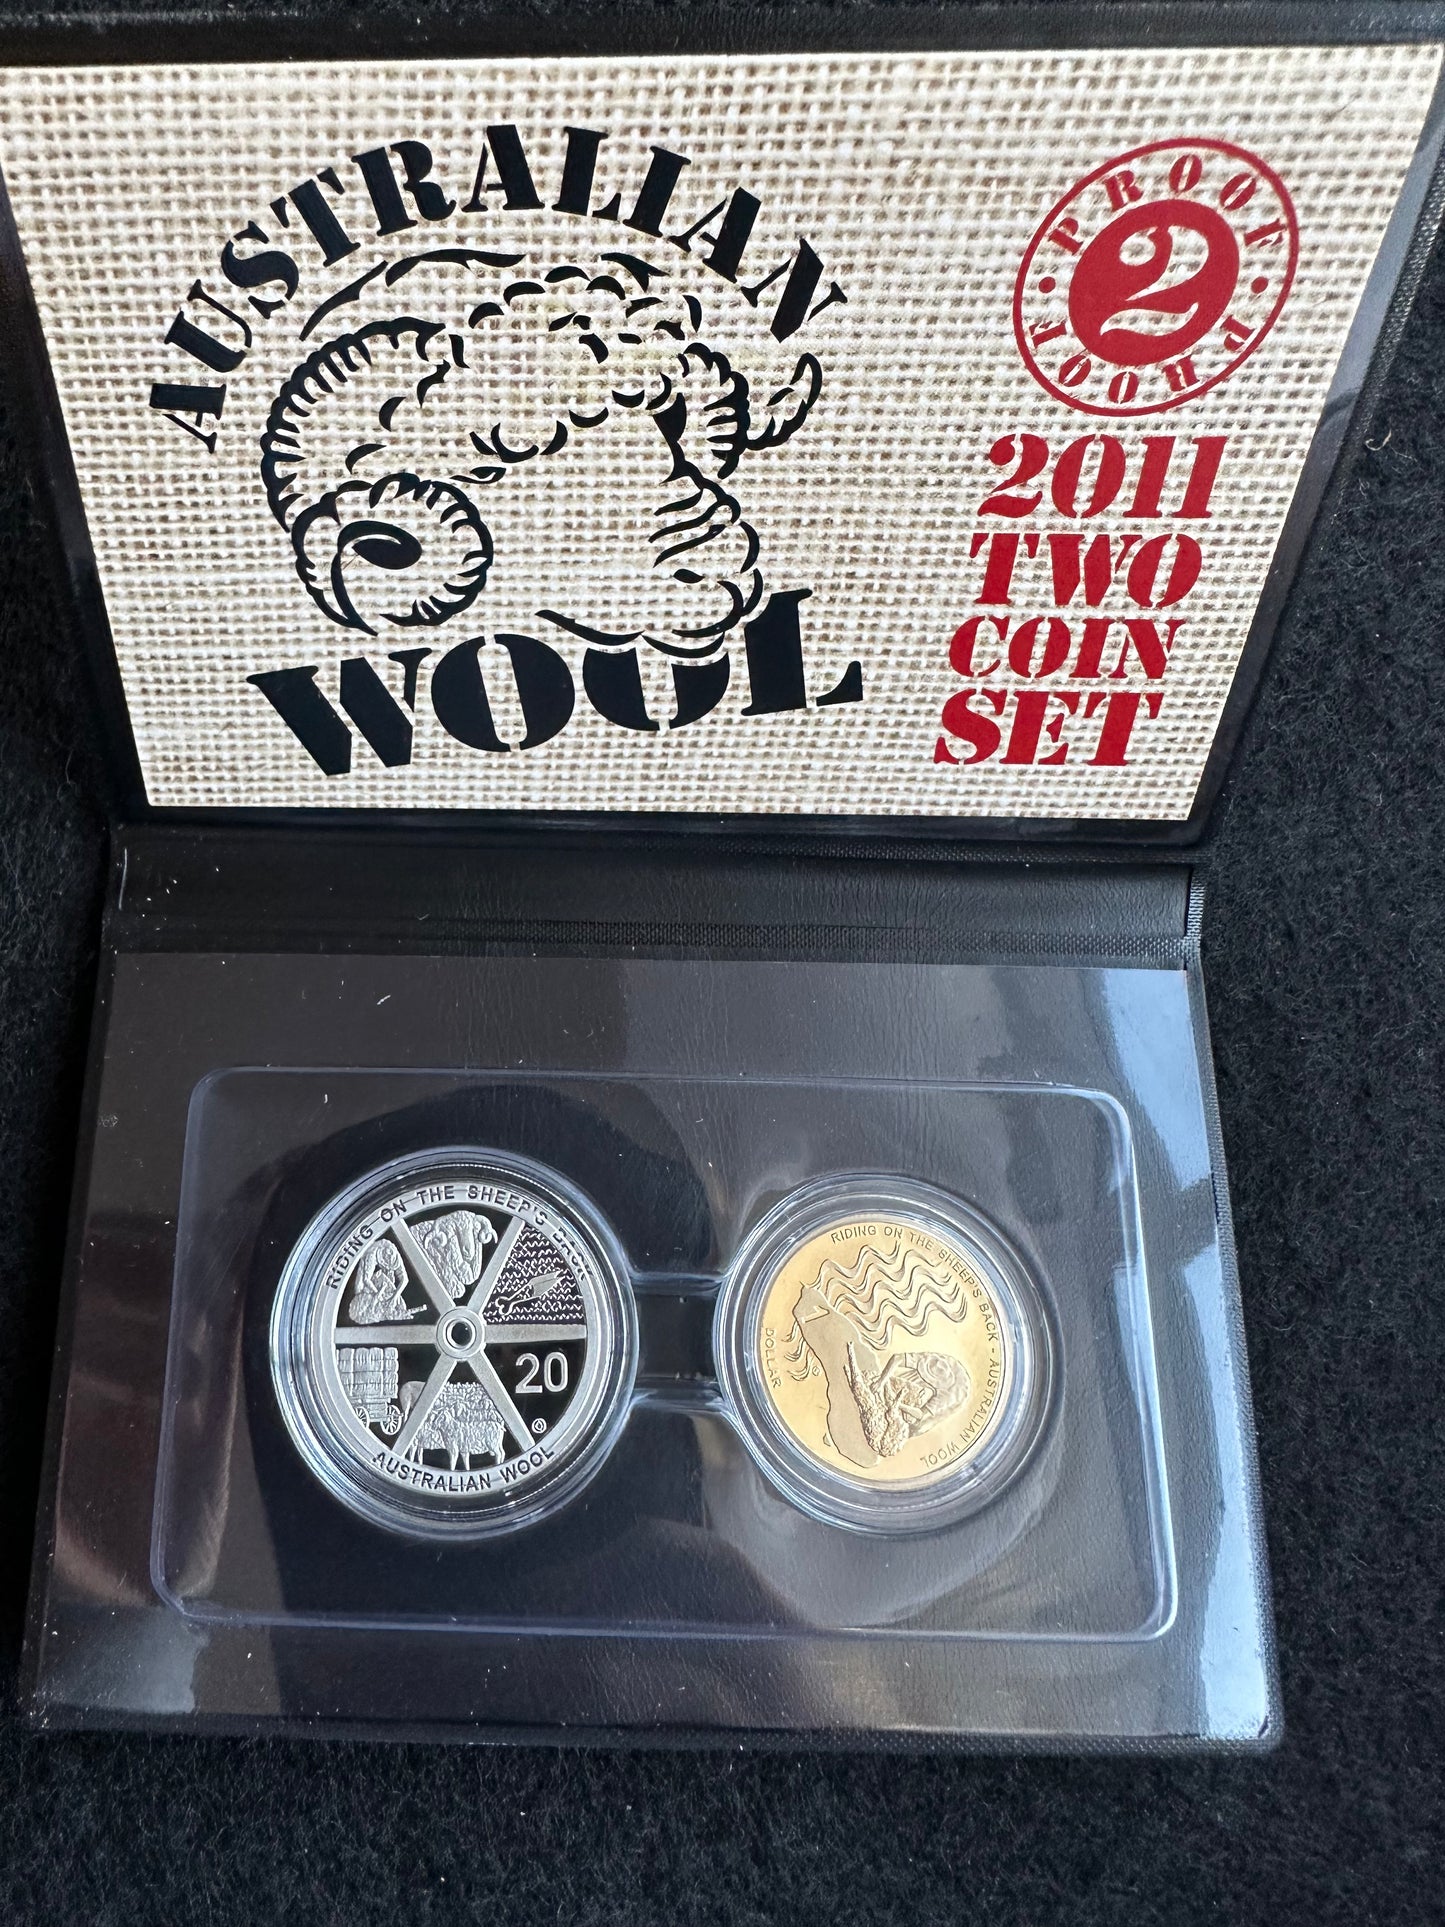 AUSTRALIAN
WOOL
PROOF • PROOF •
2
2011
TWO
COIN
SET
RIDING ON THE SHEEP'S BACK
20
AUSTRALIAN WOOL
RIDING ON THE SHEEP'S BACK - AUSTRALIAN WOOL
DOLLAR